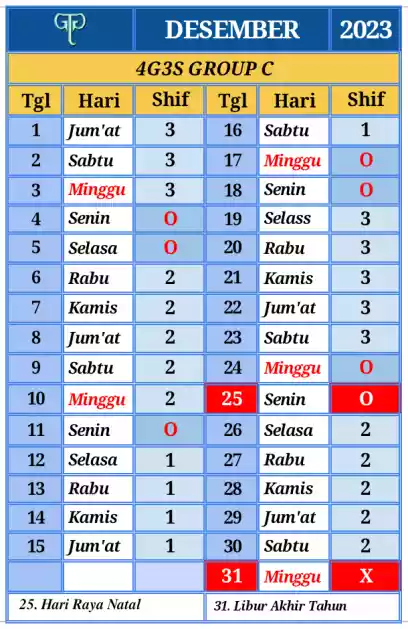 GTJ
DESEMBER 2023
4G3S GROUP C
Tgl Hari Shif Tgl Hari Shif
1 Jum'at 3 16 Sabtu 1
2 Sabtu 3 17 Minggu O
3 Minggu 3 18 Senin O
4 Senin O 19 Selass 3
5 Selasa O 20 Rabu 3
6 Rabu 2 21 Kamis 3
7 Kamis 2 22 Jum'at 3
8 Jum'at 2 23 Sabtu 3
9 Sabtu 2 24 Minggu O
10 Minggu 2 25 Senin O
11 Senin O 26 Selasa 2
12 Selasa 1 27 Rabu 2
13 Rabu 1 28 Kamis 2
14 Kamis 1 29 Jum'at 2
15 Jum'at 1 30 Sabtu 2
31 Minggu X
25. Hari Raya Natal 31. Libur Akhir Tahun